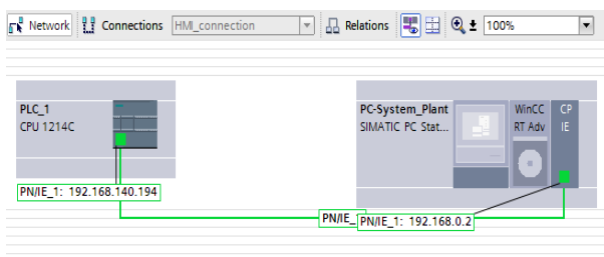 Network Connections HMI_connection Relations 100%
PLC_1
CPU 1214C
PC-System_Plant
SIMATIC PC Stat...
WinCC
RT Adv
CP
IE
PN/IE_1: 192.168.140.194
PN/IE_
PN/IE_1: 192.168.0.2